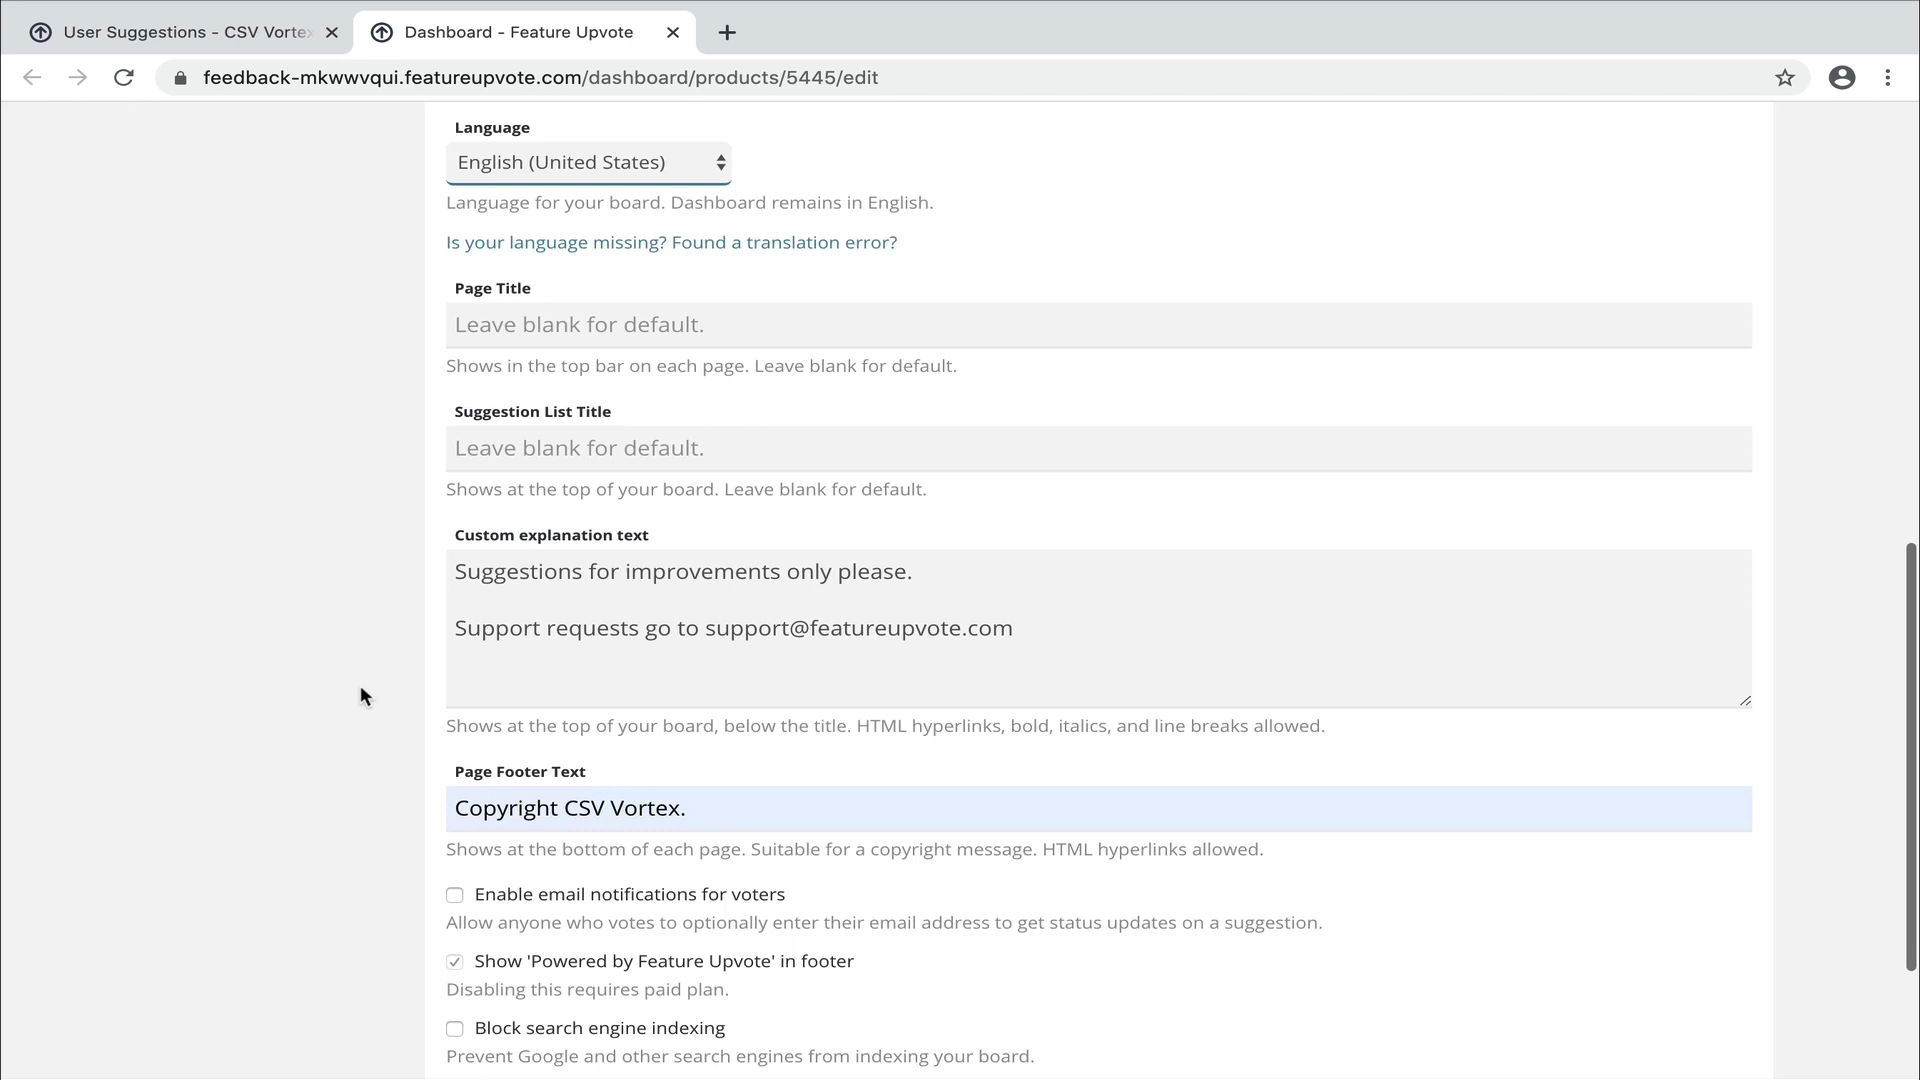 User Suggestions - CSV Vortex
Dashboard - Feature Upvote
feedback-mkwwvqui.featureupvote.com/dashboard/products/5445/edit
Language
English (United States)
Language for your board. Dashboard remains in English.
Is your language missing? Found a translation error?
Page Title
Leave blank for default.
Shows in the top bar on each page. Leave blank for default.
Suggestion List Title
Leave blank for default.
Shows at the top of your board. Leave blank for default.
Custom explanation text
Suggestions for improvements only please.
Support requests go to support@featureupvote.com
Shows at the top of your board, below the title. HTML hyperlinks, bold, italics, and line breaks allowed.
Page Footer Text
Copyright CSV Vortex.
Shows at the bottom of each page. Suitable for a copyright message. HTML hyperlinks allowed.
Enable email notifications for voters
Allow anyone who votes to optionally enter their email address to get status updates on a suggestion.
Show 'Powered by Feature Upvote' in footer
Disabling this requires paid plan.
Block search engine indexing
Prevent Google and other search engines from indexing your board.